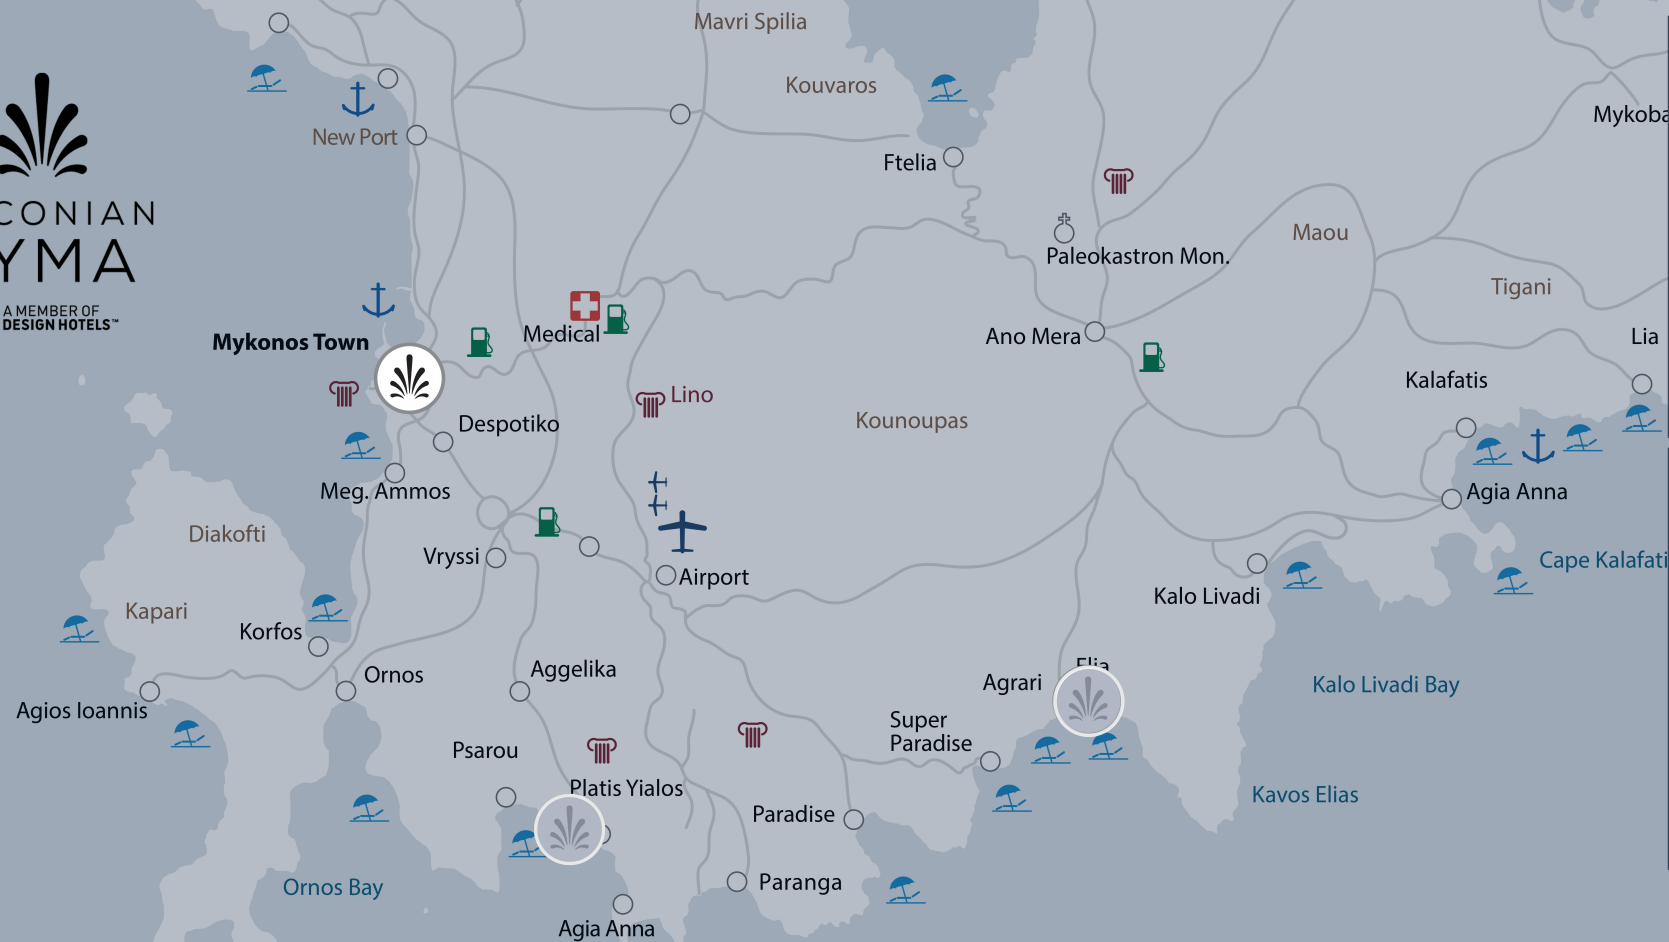 Mavri Spilia
Kouvaros
New Port
Ftelia
CONIAN
YMA
A MEMBER OF
DESIGN HOTELS™
Paleokastron Mon.
Maou
Tigani
Mykonos Town
Medical
Ano Mera
Lia
Kalafatis
Lino
Kounoupas
Despotiko
Meg. Ammos
Agia Anna
Diakofti
Vryssi
Airport
Cape Kalafati
Kalo Livadi
Kapari
Korfos
Ornos
Aggelika
Elia
Agrari
Kalo Livadi Bay
Agios Ioannis
Super
Paradise
Psarou
Platis Yialos
Kavos Elias
Paradise
Ornos Bay
Paranga
Agia Anna